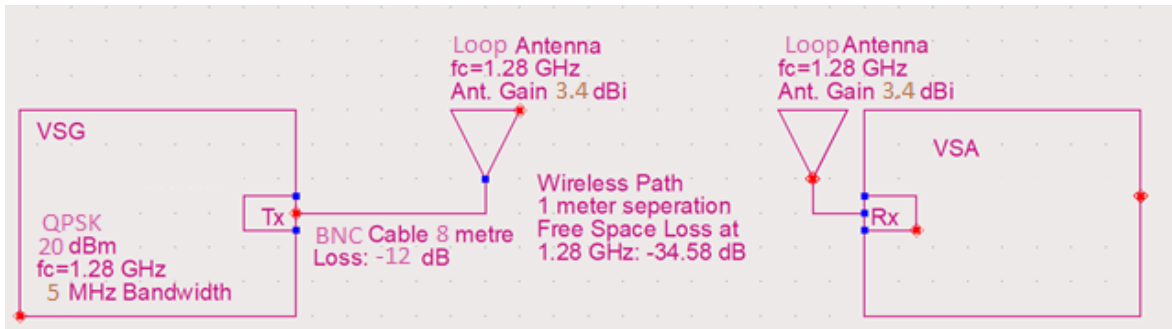 VSG
QPSK
20 dBm
fc=1.28 GHz
5 MHz Bandwidth
Tx
BNC Cable 8 metre
Loss: -12 dB
Loop Antenna
fc=1.28 GHz
Ant. Gain 3.4 dBi
Wireless Path
1 meter seperation
Free Space Loss at
1.28 GHz: -34.58 dB
Loop Antenna
fc=1.28 GHz
Ant. Gain 3.4 dBi
VSA
Rx